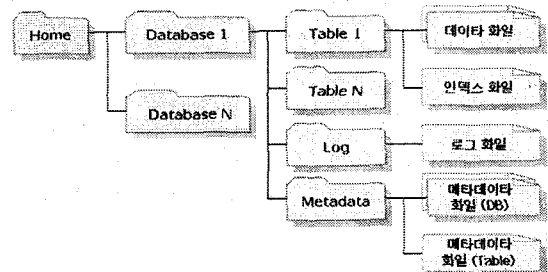 Home
Database 1
Table 1
데이타 화일
Table N
인덱스 화일
Database N
Log
로그 화일
Metadata
메타데이타
화일 (DB)
메타데이타
화일 (Table)